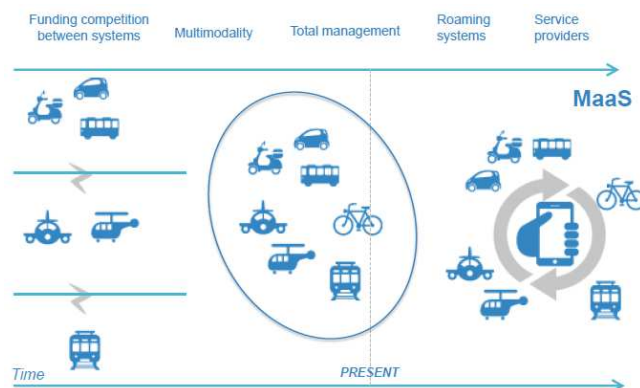 Funding competition
between systems
Multimodality
Total management
Roaming
systems
Service
providers
MaaS
Time
PRESENT